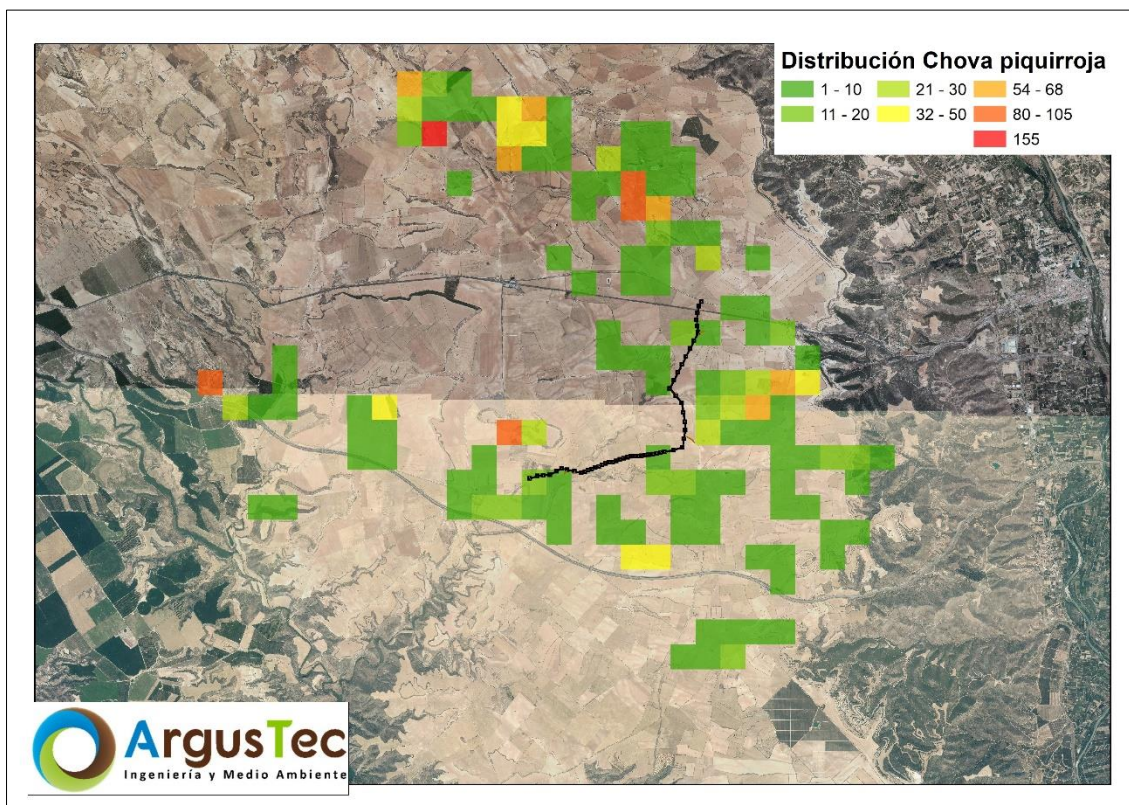 Distribución Chova piquirroja
1 - 10 21 - 30 54 - 68
11 - 20 32 - 50 80 - 105
155
ArgusTec
Ingeniería y Medio Ambiente